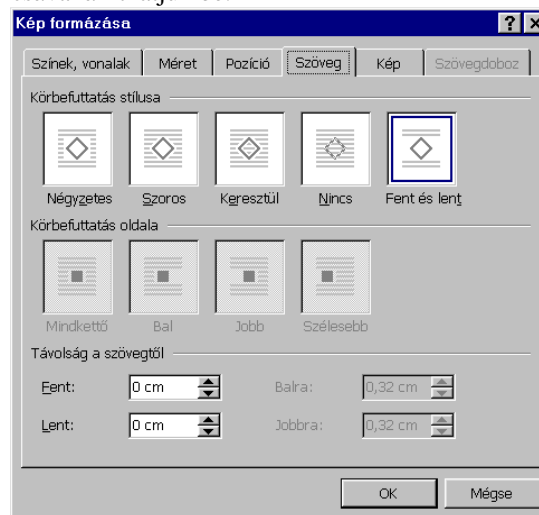 Kép formázása
Színek, vonalak Méret Pozíció Szöveg Kép Szövegdoboz
Körbefuttatás stílusa
Négyzetes Szoros Keresztül Nincs Fent és lent
Körbefuttatás oldala
Mindkettő Bal Jobb Szélesebb
Távolság a szövegtől
Fent: 0 cm Balra: 0,32 cm
Lent: 0 cm Jobbra: 0,32 cm
OK Mégse